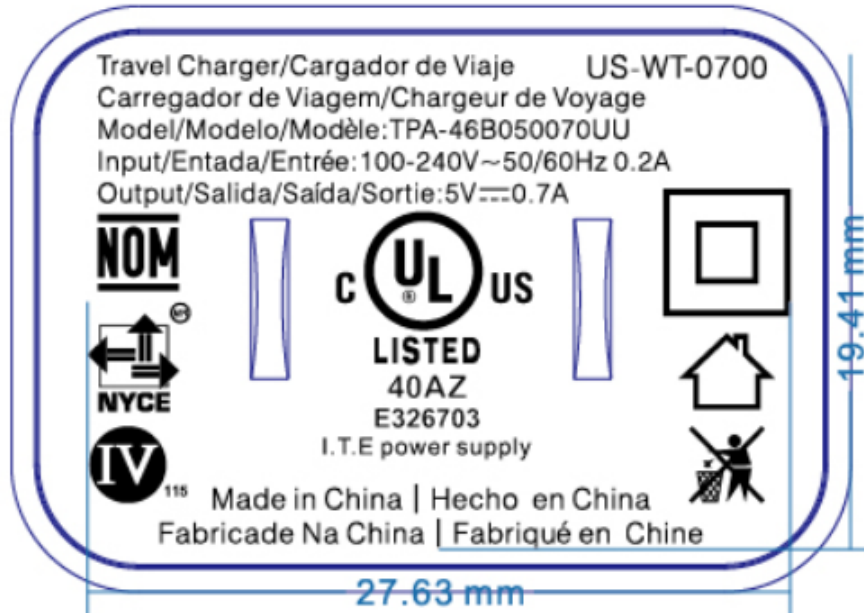 Travel Charger/Cargador de Viaje US-WT-0700
Carregador de Viagem/Chargeur de Voyage
Model/Modelo/Modèle:TPA-46B050070UU
Input/Entada/Entrée:100-240V~50/60Hz 0.2A
Output/Salida/Saída/Sortie:5V⎓0.7A
NOM
C UL ® US
LISTED
NYCE
40AZ
E326703
I.T.E power supply
IV 115
Made in China | Hecho en China
Fabricade Na China | Fabriqué en Chine
27.63 mm
19.41 mm